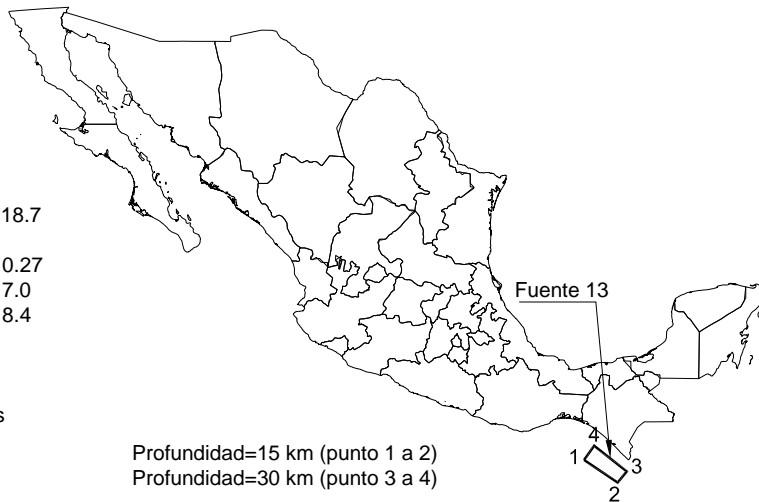 18.7
0.27
7.0
8.4
s
Fuente 13
4
1
3
2
Profundidad=15 km (punto 1 a 2)
Profundidad=30 km (punto 3 a 4)